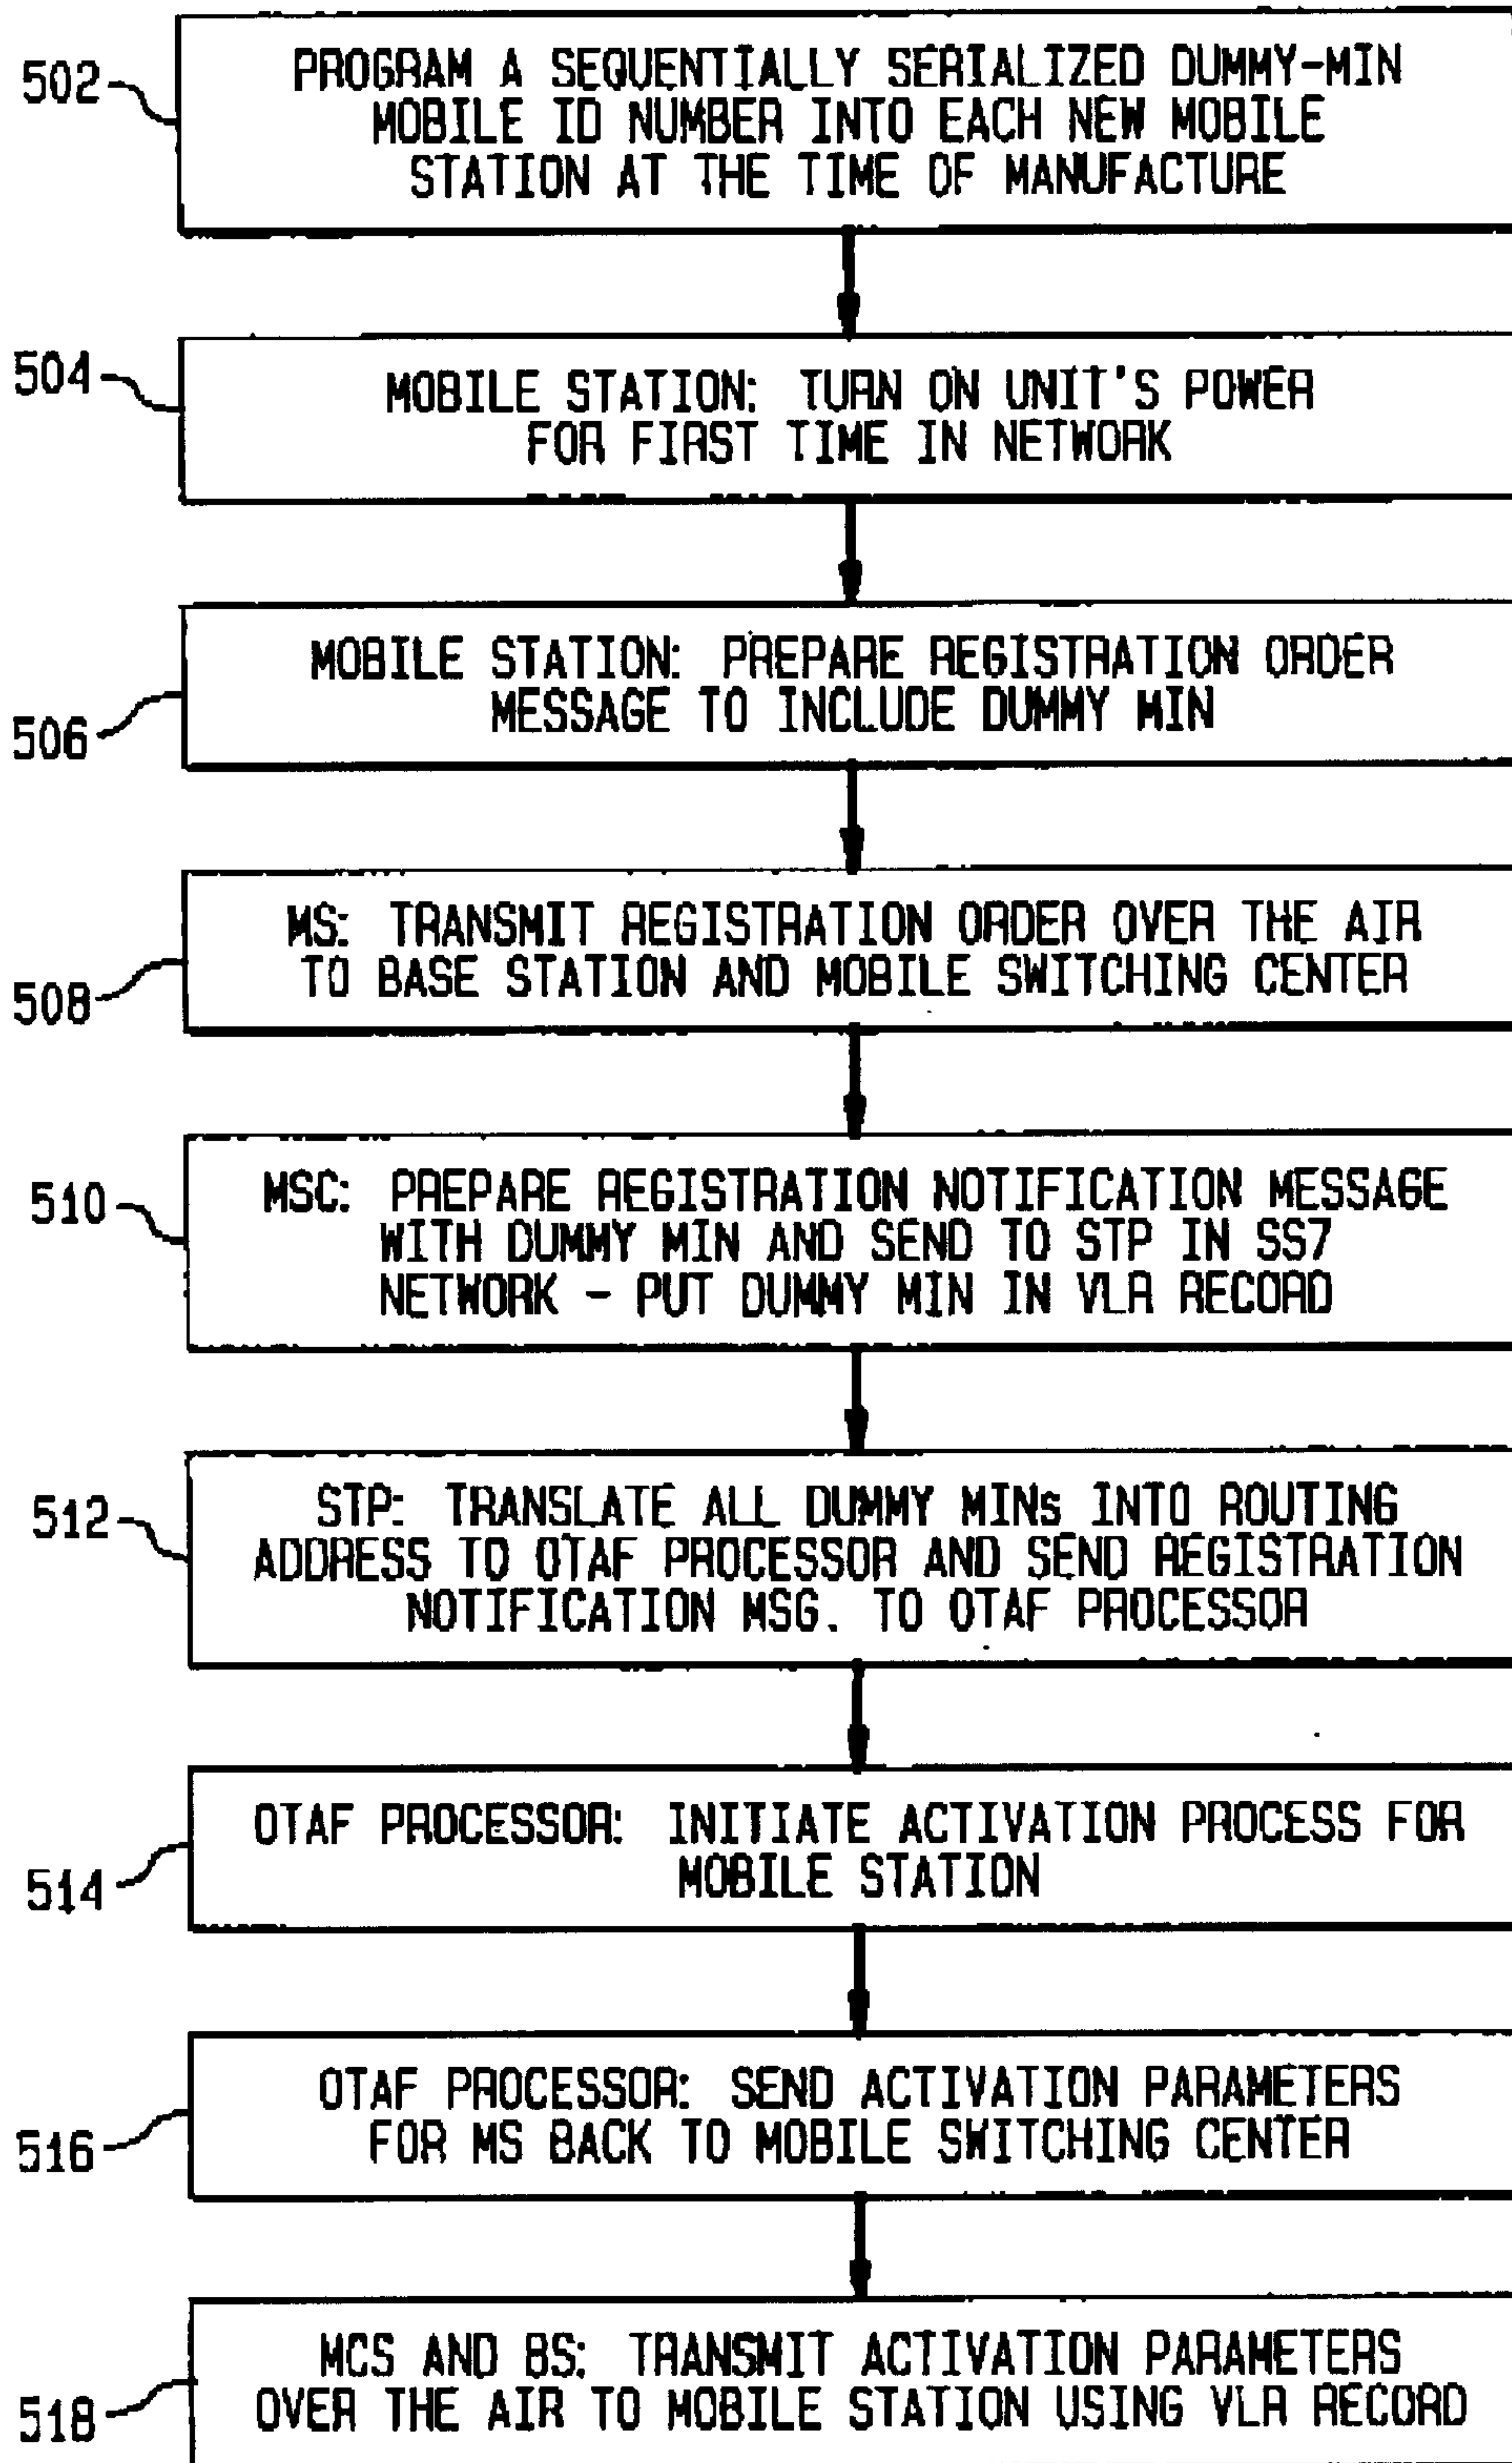 502
PROGRAM A SEQUENTIALLY SERIALIZED DUMMY-MIN
MOBILE ID NUMBER INTO EACH NEW MOBILE
STATION AT THE TIME OF MANUFACTURE
504
MOBILE STATION: TURN ON UNIT'S POWER
FOR FIRST TIME IN NETWORK
506
MOBILE STATION: PREPARE REGISTRATION ORDER
MESSAGE TO INCLUDE DUMMY MIN
508
MS: TRANSMIT REGISTRATION ORDER OVER THE AIR
TO BASE STATION AND MOBILE SWITCHING CENTER
510
MSC: PREPARE REGISTRATION NOTIFICATION MESSAGE
WITH DUMMY MIN AND SEND TO STP IN SS7
NETWORK - PUT DUMMY MIN IN VLR RECORD
512
STP: TRANSLATE ALL DUMMY MINs INTO ROUTING
ADDRESS TO OTAF PROCESSOR AND SEND REGISTRATION
NOTIFICATION MSG. TO OTAF PROCESSOR
514
OTAF PROCESSOR: INITIATE ACTIVATION PROCESS FOR
MOBILE STATION
516
OTAF PROCESSOR: SEND ACTIVATION PARAMETERS
FOR MS BACK TO MOBILE SWITCHING CENTER
518
MCS AND BS: TRANSMIT ACTIVATION PARAMETERS
OVER THE AIR TO MOBILE STATION USING VLR RECORD